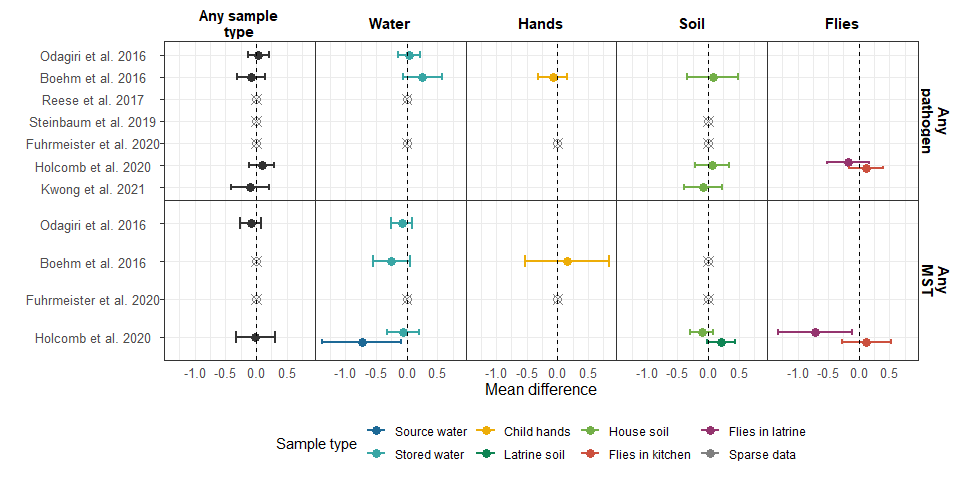 Any sample
type
Water
Hands
Soil
Flies
Odagiri et al. 2016
Boehm et al. 2016
Reese et al. 2017
Steinbaum et al. 2019
Fuhrmeister et al. 2020
Holcomb et al. 2020
Kwong et al. 2021
Any
pathogen
Odagiri et al. 2016
Boehm et al. 2016
Fuhrmeister et al. 2020
Holcomb et al. 2020
Any
MST
-1.0 -0.5 0.0 0.5 -1.0 -0.5 0.0 0.5 -1.0 -0.5 0.0 0.5 -1.0 -0.5 0.0 0.5 -1.0 -0.5 0.0 0.5
Mean difference
Sample type
Source water Child hands House soil Flies in latrine
Stored water Latrine soil Flies in kitchen Sparse data